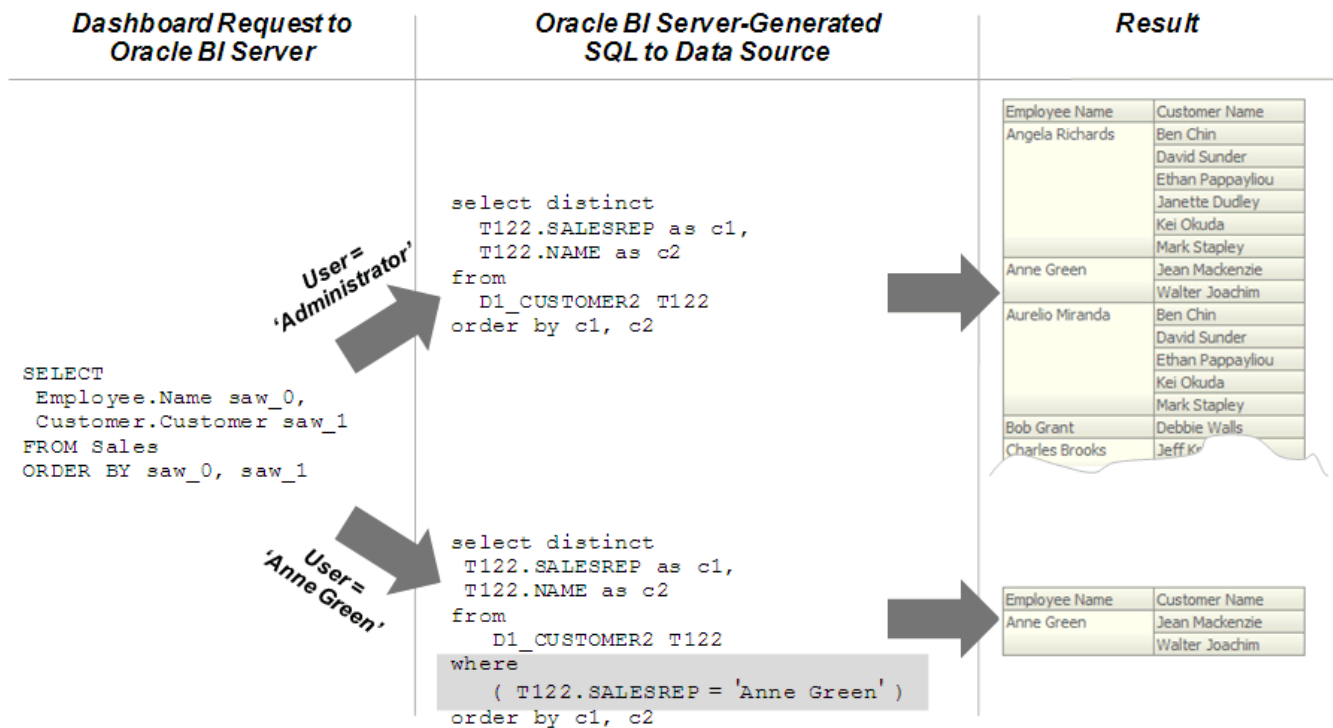 Dashboard Request to
Oracle BI Server
Oracle BI Server-Generated
SQL to Data Source
Result
SELECT
Employee.Name saw_0,
Customer.Customer saw_1
FROM Sales
ORDER BY saw_0, saw_1
User =
‘Administrator’
select distinct
T122.SALESREP as c1,
T122.NAME as c2
from
D1_CUSTOMER2 T122
order by c1, c2
Employee Name Customer Name
Angela Richards Ben Chin
David Sunder
Ethan Pappayliou
Janette Dudley
Kei Okuda
Mark Stapley
Anne Green Jean Mackenzie
Walter Joachim
Aurelio Miranda Ben Chin
David Sunder
Ethan Pappayliou
Kei Okuda
Mark Stapley
Bob Grant Debbie Walls
Charles Brooks Jeff
User =
‘Anne Green’
select distinct
T122.SALESREP as c1,
T122.NAME as c2
from
D1_CUSTOMER2 T122
where
( T122.SALESREP = 'Anne Green' )
order by c1, c2
Employee Name Customer Name
Anne Green Jean Mackenzie
Walter Joachim